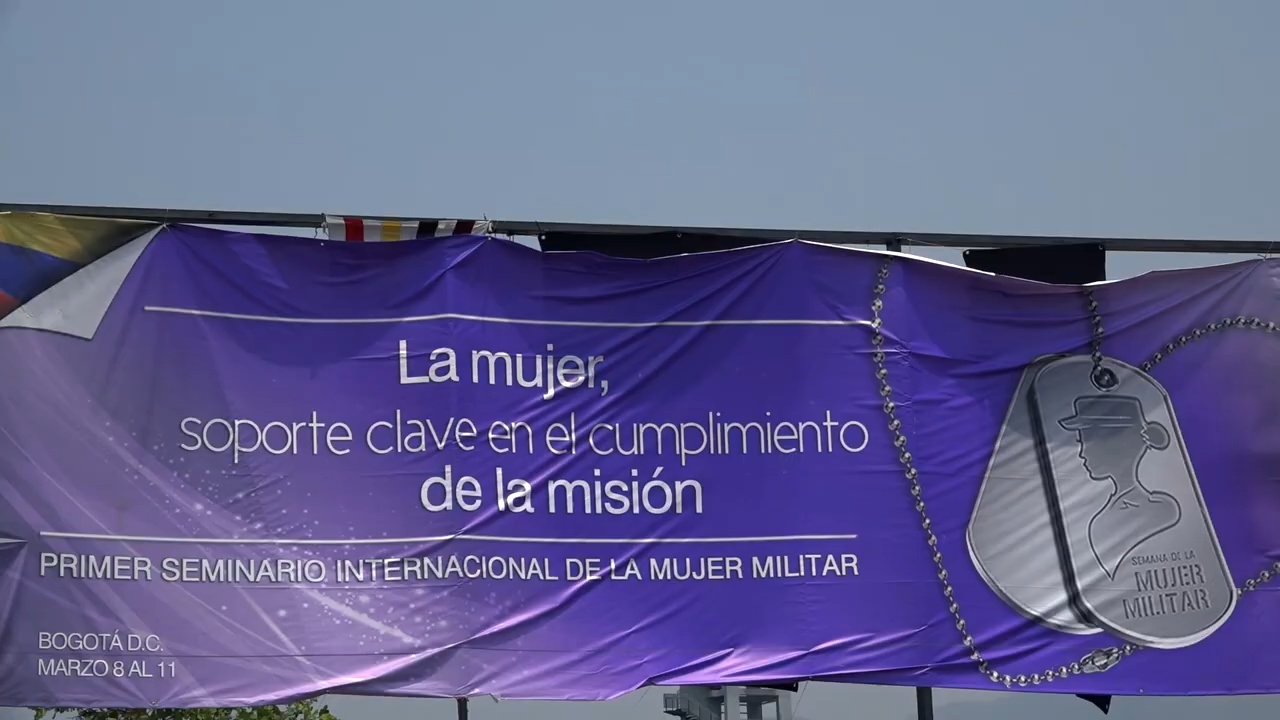 La mujer,
soporte clave en el cumplimiento
de la misión
PRIMER SEMINARIO INTERNACIONAL DE LA MUJER MILITAR
BOGOTÁ D.C.
MARZO 8 AL 11
SEMANA DE LA
MUJER
MILITAR